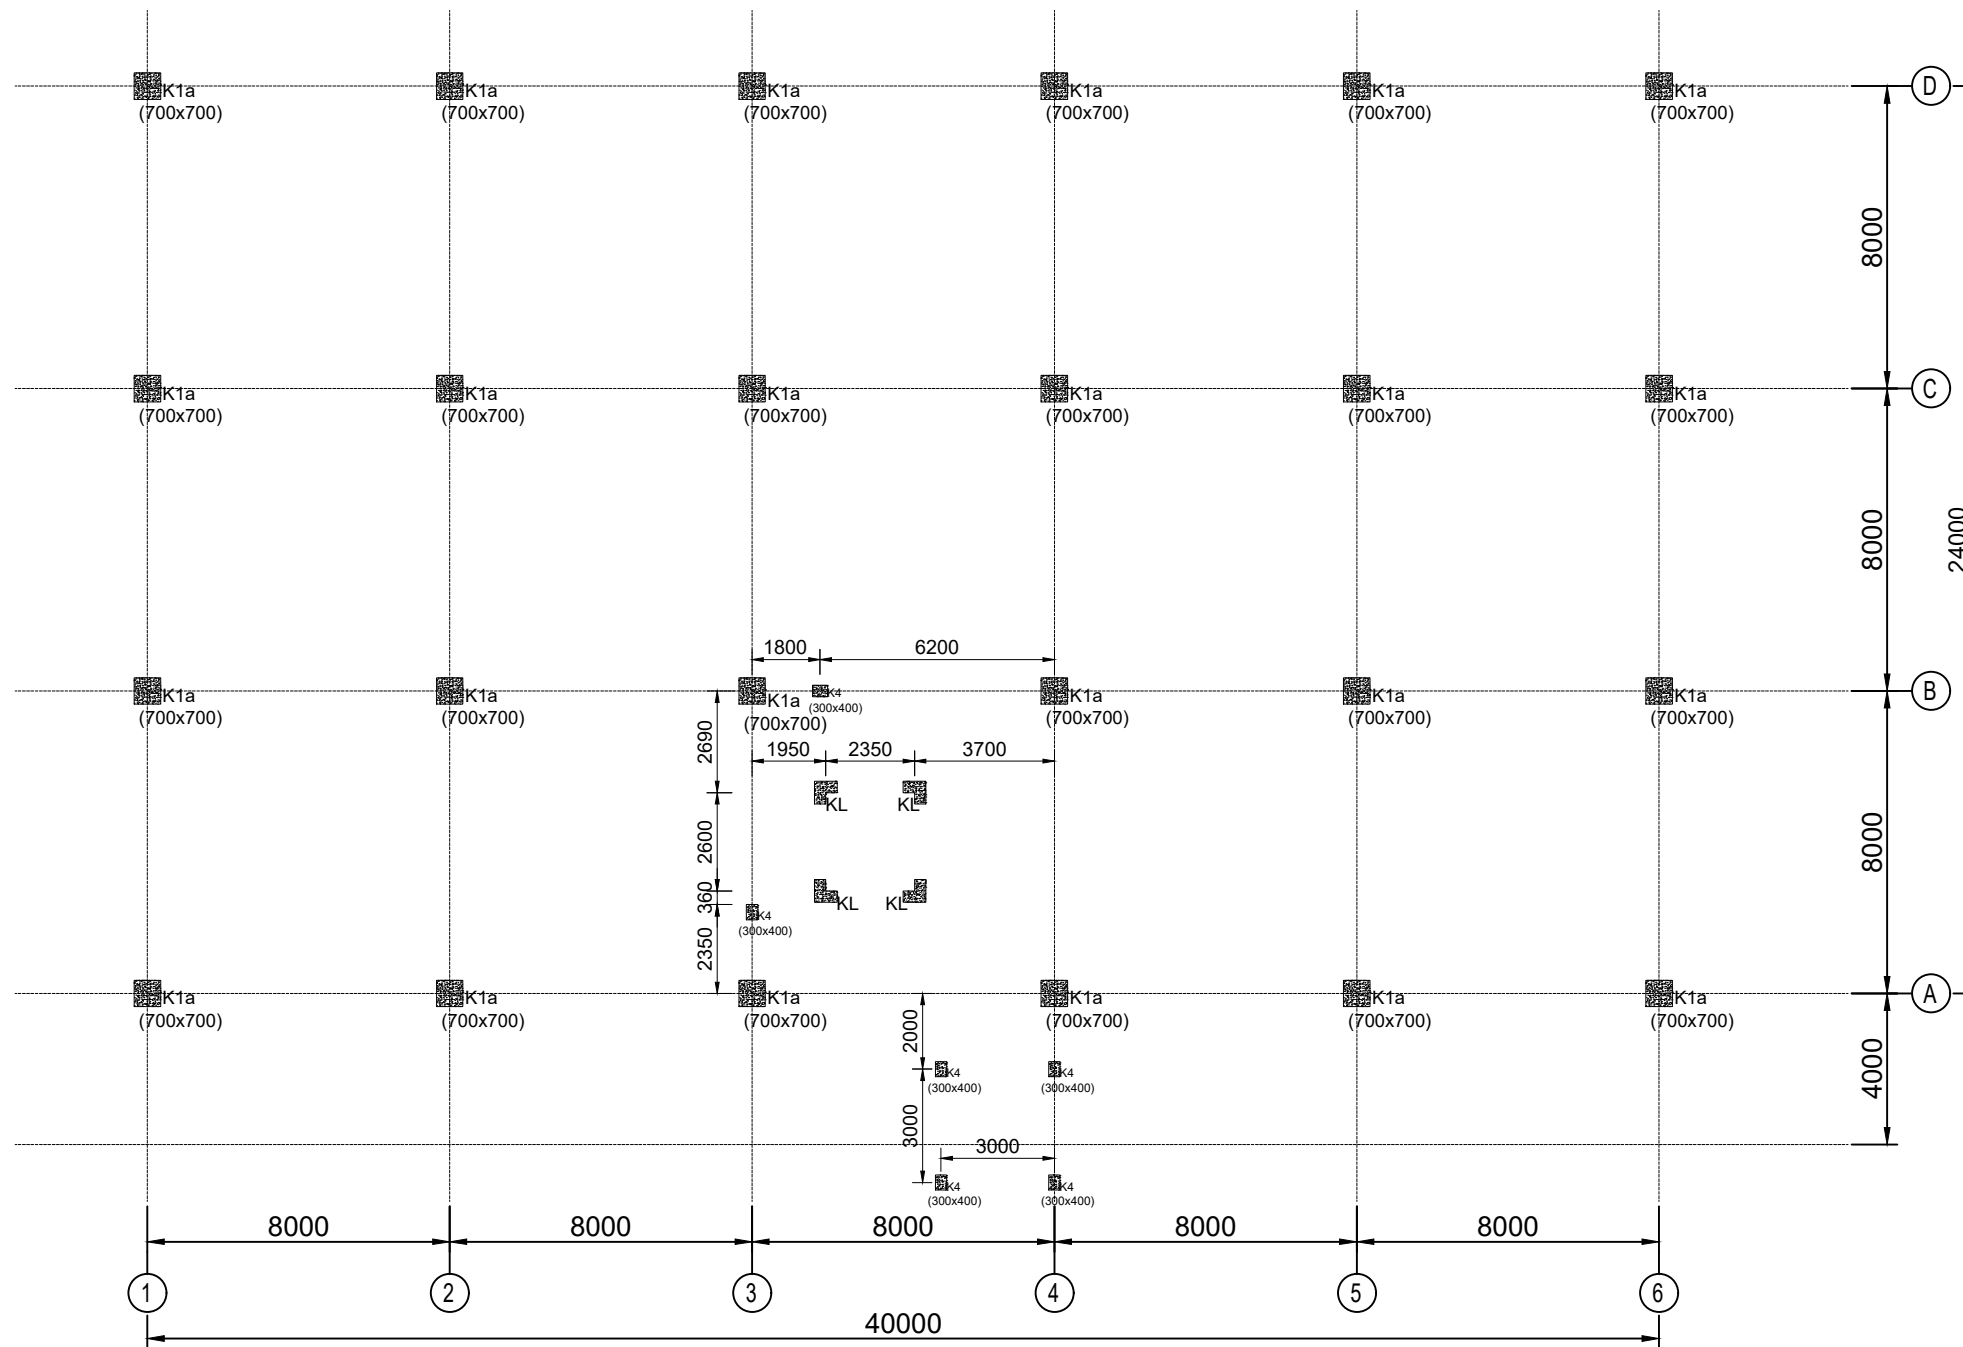 K1a K1a K1a K1a K1a K1a D
(700x700) (700x700) (700x700) (700x700) (700x700) (700x700)
8000
K1a K1a K1a K1a K1a K1a C
(700x700) (700x700) (700x700) (700x700) (700x700) (700x700)
8000 24000
1800 6200
K1a K1a K1a K4 K1a K1a K1a B
(700x700) (700x700) (700x700) (300x400) (700x700) (700x700) (700x700)
2690
1950 2350 3700
KL KL
2600 8000
360 KL KL
K4
(300x400)
2350
K1a K1a K1a K1a K1a K1a A
(700x700) (700x700) (700x700) (700x700) (700x700) (700x700)
2000
K4 K4 4000
(300x400) (300x400)
3000
3000
K4 K4
(300x400) (300x400)
8000 8000 8000 8000 8000
1 2 3 4 5 6
40000